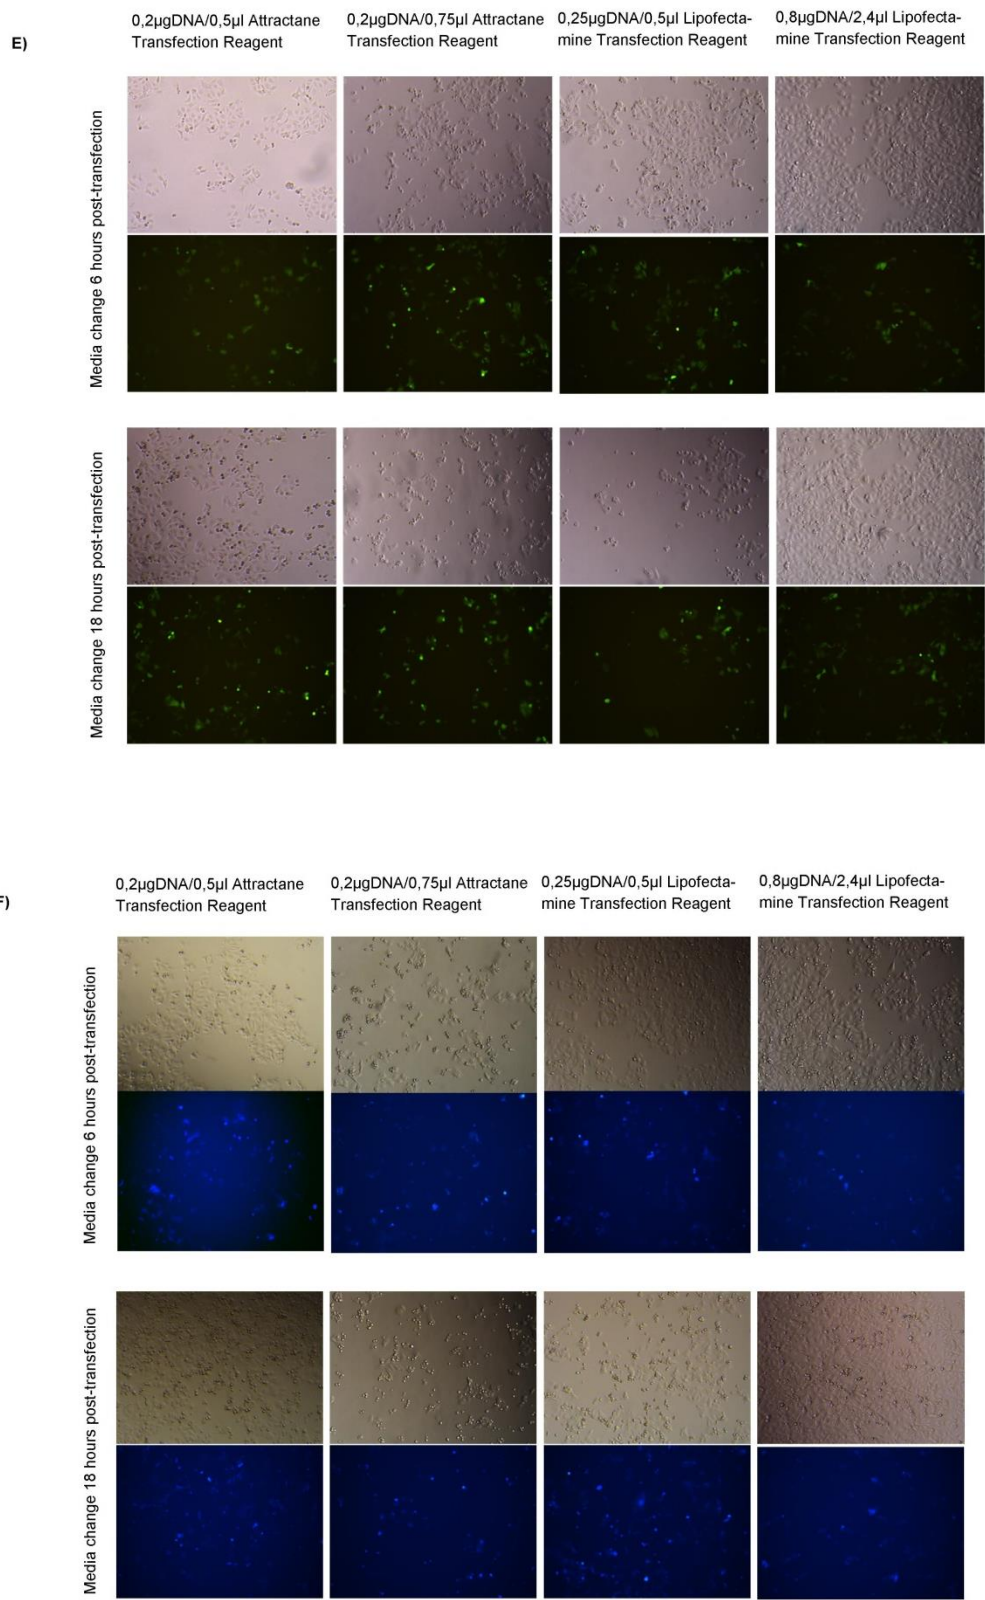 E)
0,2µgDNA/0,5µl Attractane
Transfection Reagent
0,2µgDNA/0,75µl Attractane
Transfection Reagent
0,25µgDNA/0,5µl Lipofecta-
mine Transfection Reagent
0,8µgDNA/2,4µl Lipofecta-
mine Transfection Reagent
Media change 6 hours post-transfection
Media change 18 hours post-transfection
F)
0,2µgDNA/0,5µl Attractane
Transfection Reagent
0,2µgDNA/0,75µl Attractane
Transfection Reagent
0,25µgDNA/0,5µl Lipofecta-
mine Transfection Reagent
0,8µgDNA/2,4µl Lipofecta-
mine Transfection Reagent
Media change 6 hours post-transfection
Media change 18 hours post-transfection